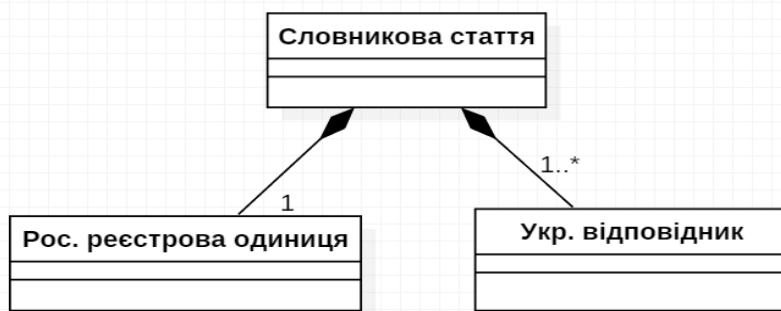 Словникова стаття
1..*
1
Рос. реєстрова одиниця
Укр. відповідник